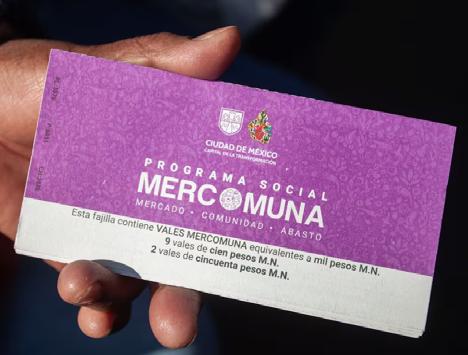 CIUDAD DE MÉXICO
CAPITAL DE LA TRANSFORMACIÓN
PROGRAMA SOCIAL
MERCOMUNA
MERCADO • COMUNIDAD • ABASTO
Esta fajilla contiene VALES MERCOMUNA equivalentes a mil pesos M.N.
9 vales de cien pesos M.N.
2 vales de cincuenta pesos M.N.